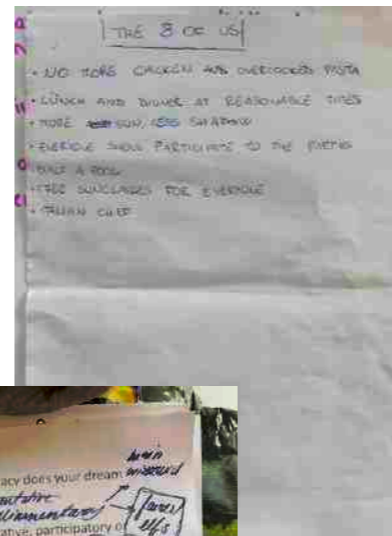 THE 8 OF US
• NO MORE CHICKEN AND OVERCOOKED PASTA
• LUNCH AND DINNER AT REASONABLE TIMES
• MORE SUN, LESS SHADOW
• EVERYONE SHOULD PARTICIPATE TO THE PARTIES
• BUILD A POOL
• FREE SUNGLASSES FOR EVERYONE
• ITALIAN CHEF
acy does your dream
ative, participatory o